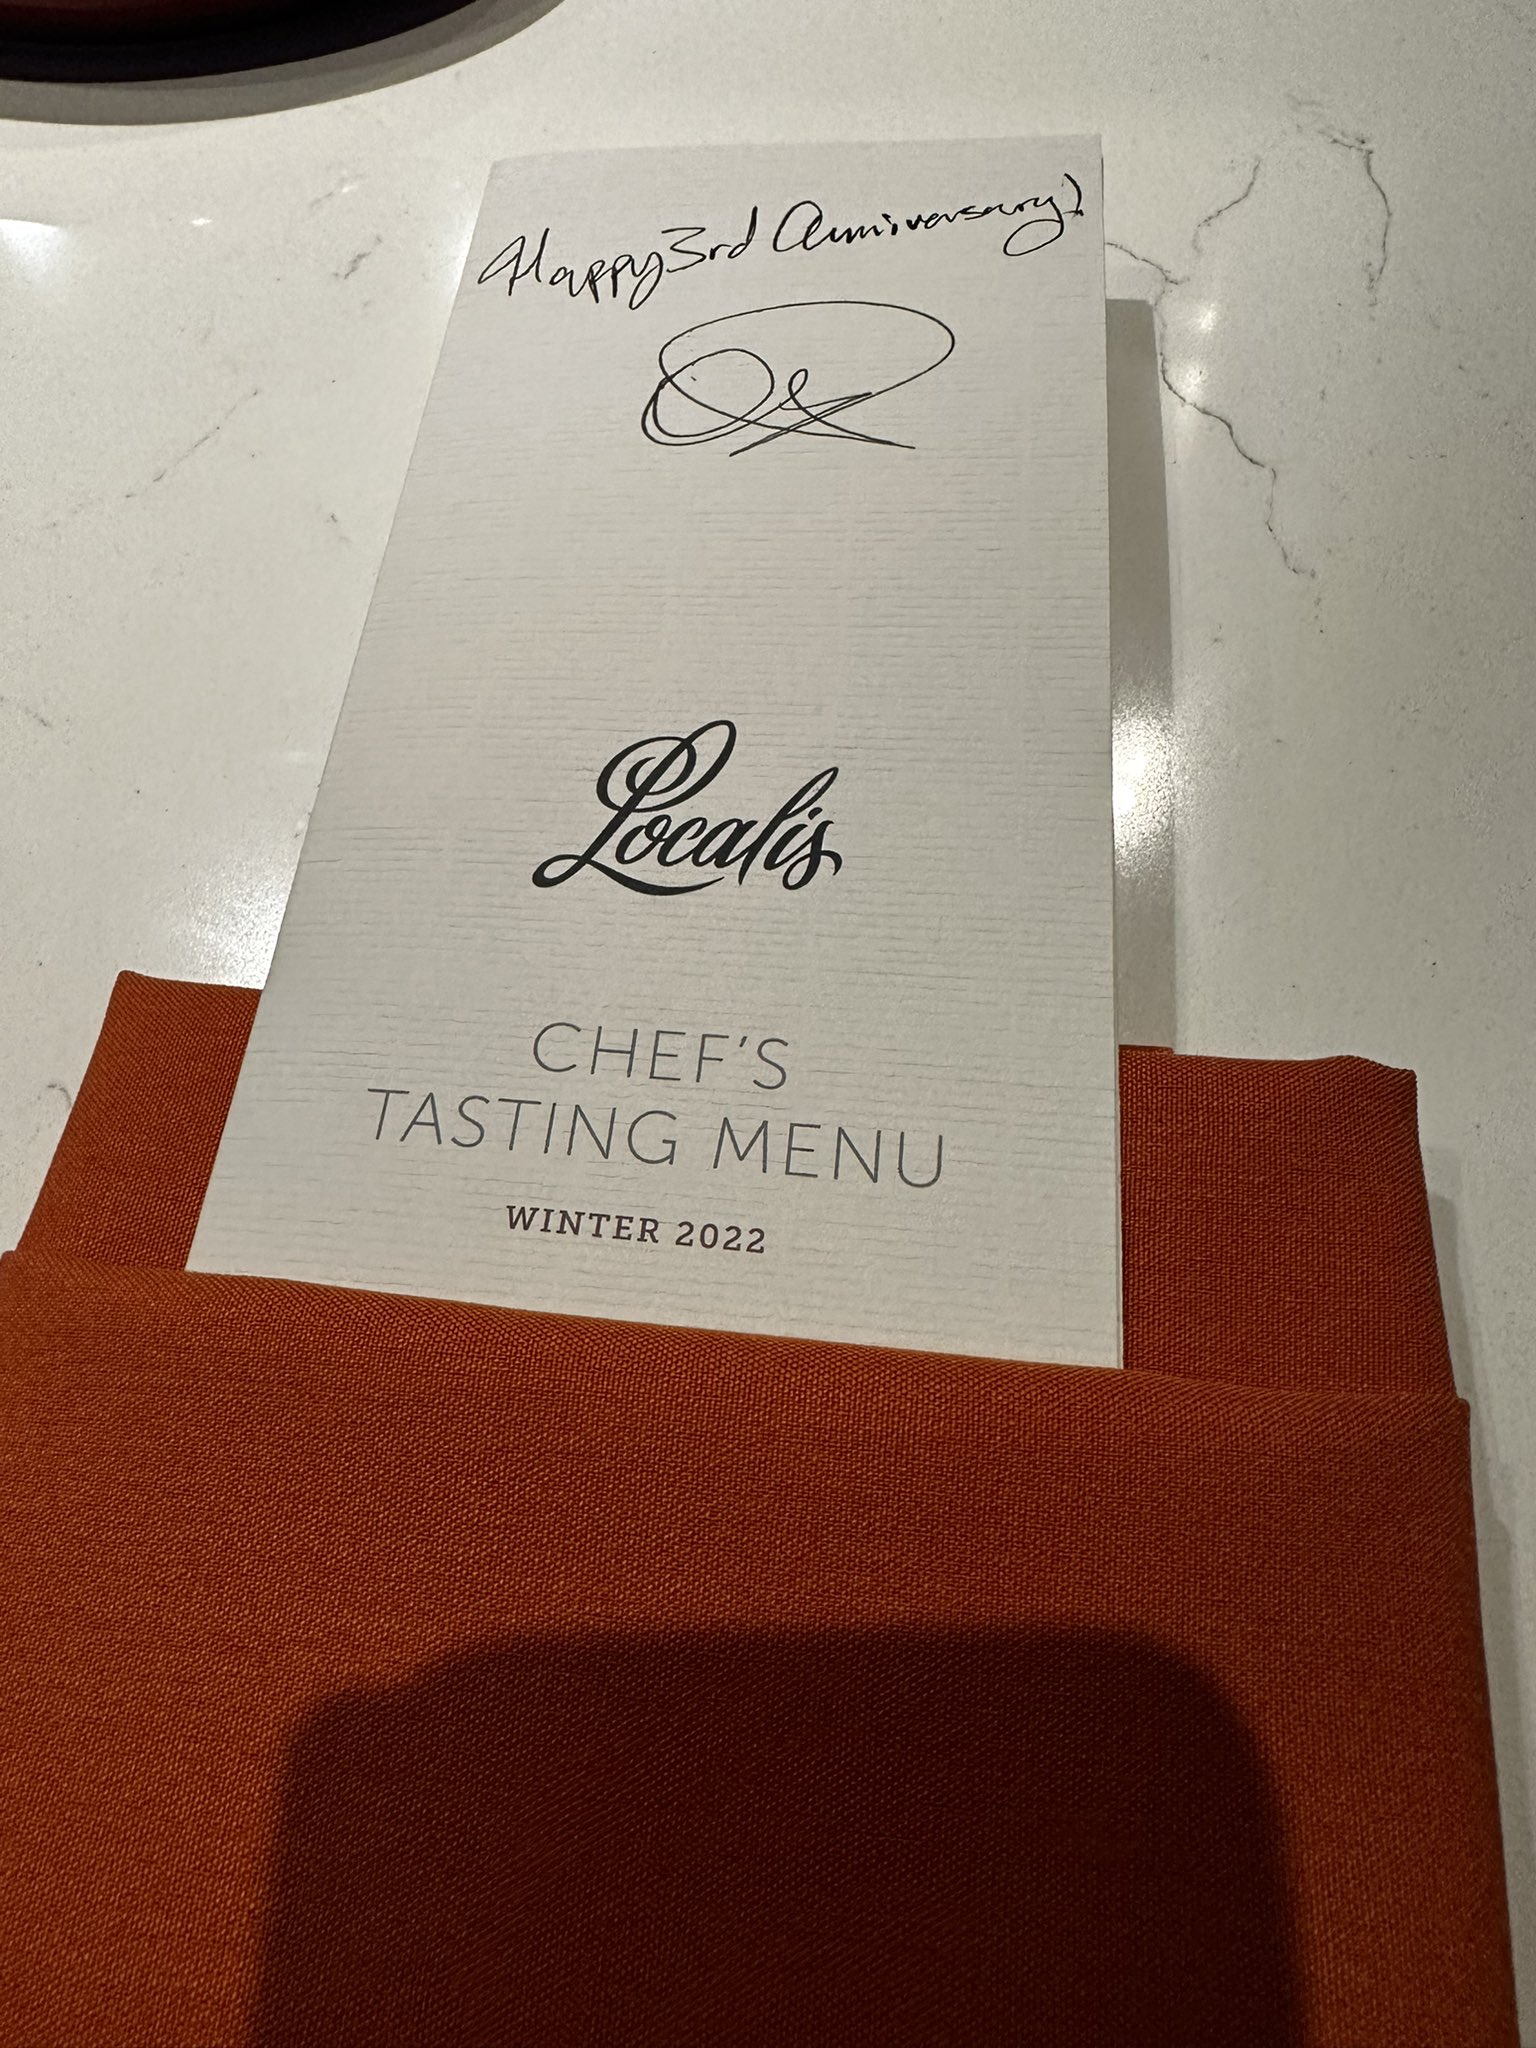 Happy 3rd Anniversary!
Localis
CHEF'S
TASTING MENU
WINTER 2022